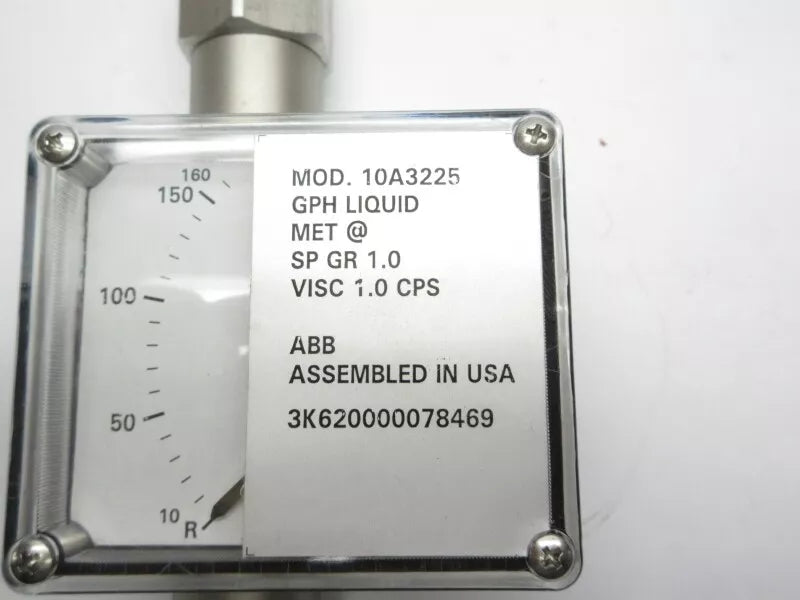 160
150
100
50
10
R
MOD. 10A3225
GPH LIQUID
MET @
SP GR 1.0
VISC 1.0 CPS
ABB
ASSEMBLED IN USA
3K620000078469